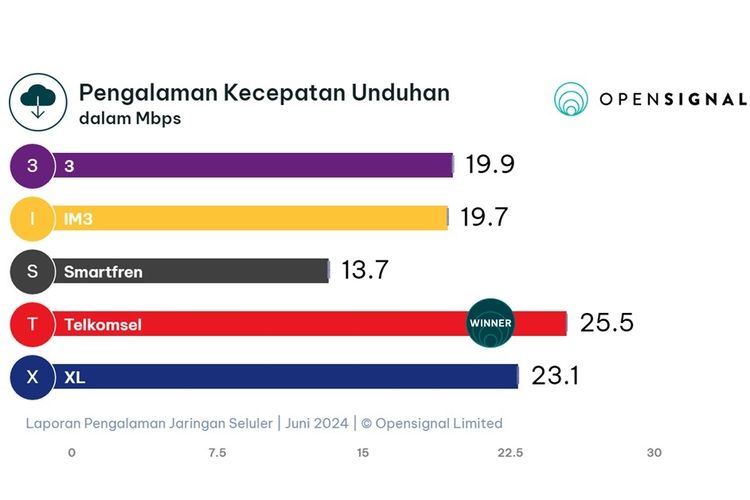 Pengalaman Kecepatan Unduhan
dalam Mbps
OPENSIGNAL
3 3 19.9
I IM3 19.7
S Smartfren 13.7
T Telkomsel WINNER 25.5
X XL 23.1
Laporan Pengalaman Jaringan Seluler | Juni 2024 | © Opensignal Limited
0 7.5 15 22.5 30